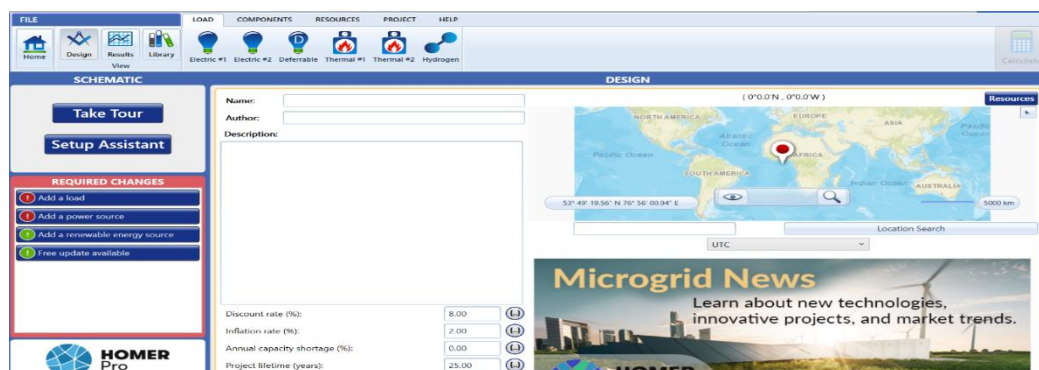 FILE
LOAD COMPONENTS RESOURCES PROJECT HELP
Home Design Results Library Electric #1 Electric #2 Deferrable Thermal #1 Thermal #2 Hydrogen
View
Calculate
SCHEMATIC
DESIGN
Take Tour
Setup Assistant
REQUIRED CHANGES
Add a load
Add a power source
Add a renewable energy source
Free update available
HOMER
Pro
Name:
Author:
Description:
Discount rate (%): 8.00 {..}
Inflation rate (%): 2.00 {..}
Annual capacity shortage (%): 0.00 {..}
Project lifetime (years): 25.00 {..}
( 0°0.0'N , 0°0.0'W )
Resources
NORTH AMERICA EUROPE ASIA
Atlantic Ocean
Pacific Ocean
Pacific Ocean
AFRICA
SOUTH AMERICA
Indian Ocean AUSTRALIA
53° 49' 19.56" N 76° 56' 00.94" E
5000 km
Location Search
UTC
Microgrid News
Learn about new technologies,
innovative projects, and market trends.
HOMER